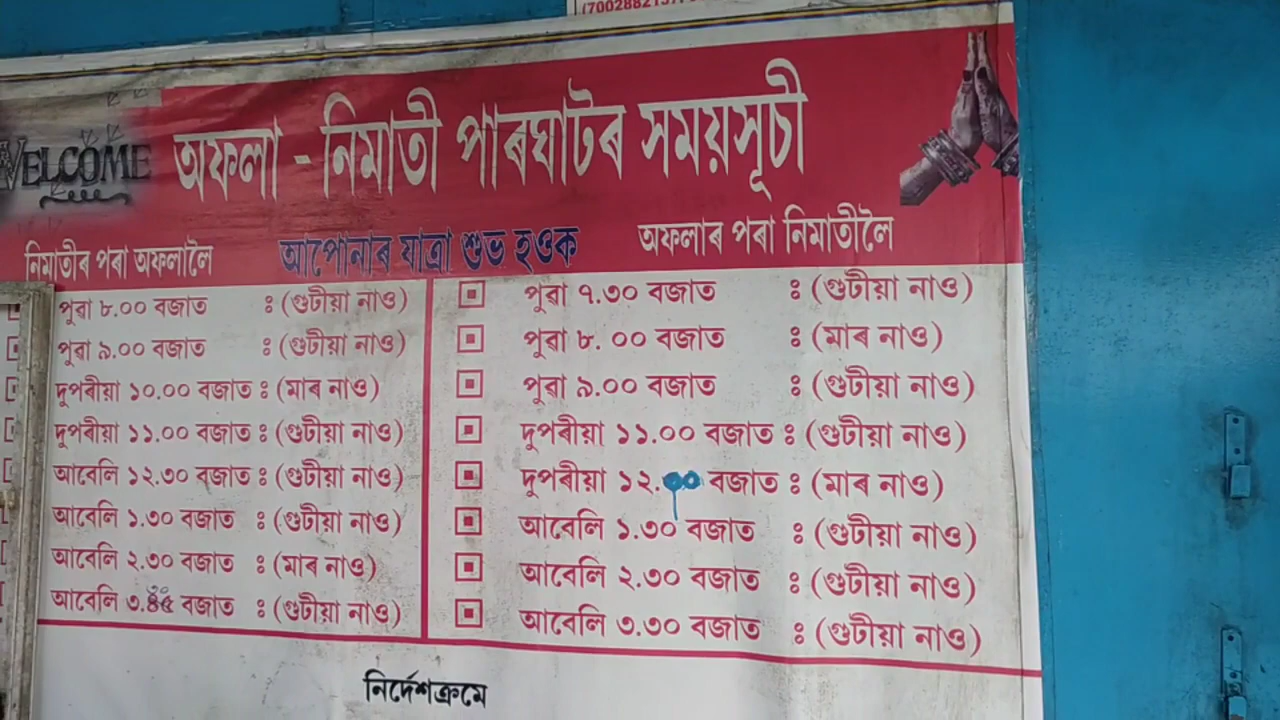 WELCOME
অফলা - নিমাতী পাৰঘাটৰ সময়সূচী
আপোনাৰ যাত্ৰা শুভ হওক
নিমাতীৰ পৰা অফলালৈ
পুৱা ৮.০০ বজাত ঃ (গুটীয়া নাও)
পুৱা ৯.০০ বজাত ঃ (গুটীয়া নাও)
দুপৰীয়া ১০.০০ বজাত ঃ (মাৰ নাও)
দুপৰীয়া ১১.০০ বজাত ঃ (গুটীয়া নাও)
আবেলি ১২.৩০ বজাত ঃ (গুটীয়া নাও)
আবেলি ১.৩০ বজাত ঃ (গুটীয়া নাও)
আবেলি ২.৩০ বজাত ঃ (মাৰ নাও)
আবেলি ৩.৪৫ বজাত ঃ (গুটীয়া নাও)
অফলাৰ পৰা নিমাতীলৈ
পুৱা ৭.৩০ বজাত ঃ (গুটীয়া নাও)
পুৱা ৮. ০০ বজাত ঃ (মাৰ নাও)
পুৱা ৯.০০ বজাত ঃ (গুটীয়া নাও)
দুপৰীয়া ১১.০০ বজাত ঃ (গুটীয়া নাও)
দুপৰীয়া ১২.০০ বজাত ঃ (মাৰ নাও)
আবেলি ১.৩০ বজাত ঃ (গুটীয়া নাও)
আবেলি ২.৩০ বজাত ঃ (গুটীয়া নাও)
আবেলি ৩.৩০ বজাত ঃ (গুটীয়া নাও)
নিৰ্দেশক্ৰমে